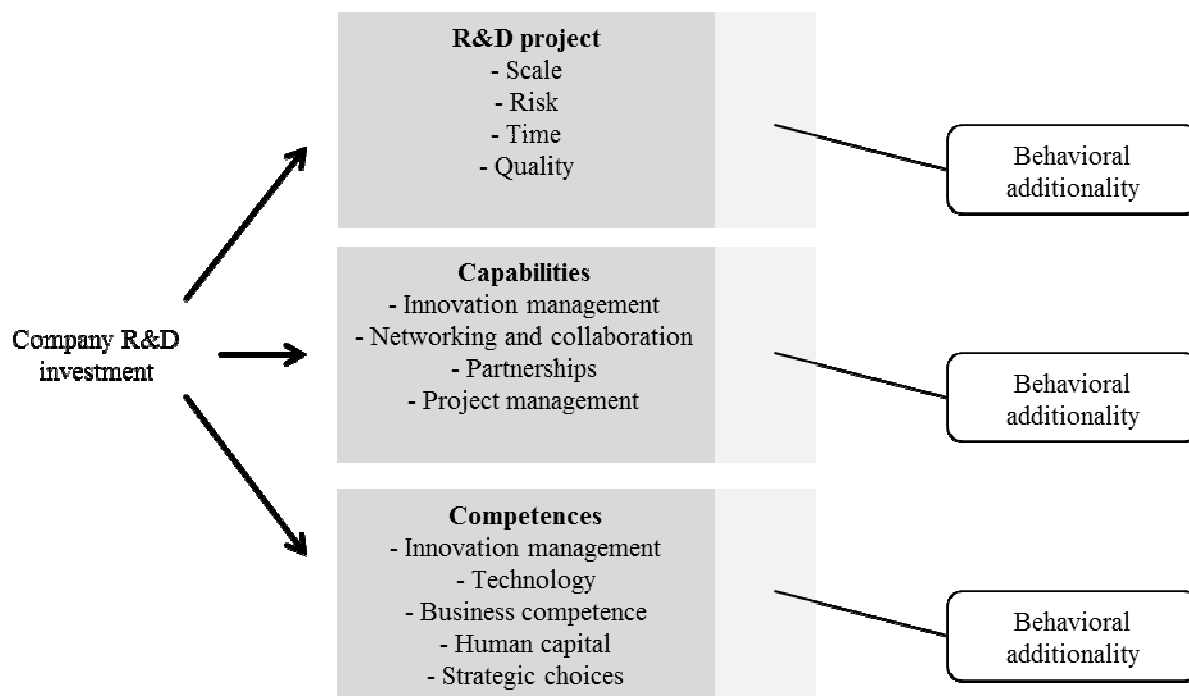 R&D project
- Scale
- Risk
- Time
- Quality
Behavioral
additionality
Capabilities
- Innovation management
- Networking and collaboration
- Partnerships
- Project management
Company R&D
investment
Behavioral
additionality
Competences
- Innovation management
- Technology
- Business competence
- Human capital
- Strategic choices
Behavioral
additionality